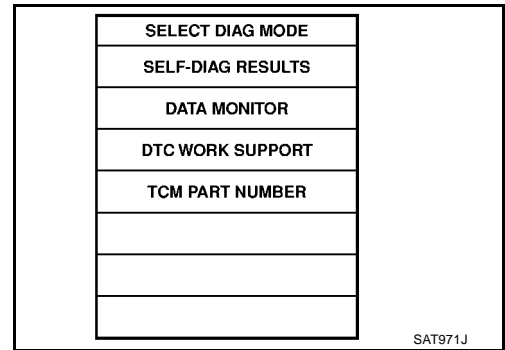 SELECT DIAG MODE
SELF-DIAG RESULTS
DATA MONITOR
DTC WORK SUPPORT
TCM PART NUMBER
SAT971J